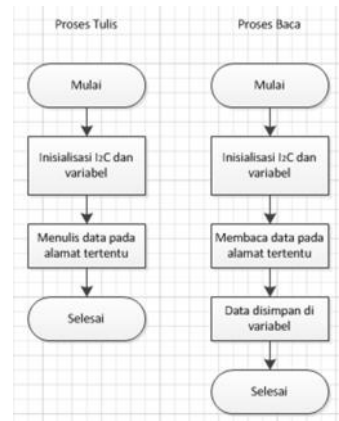 Proses Tulis
Mulai
Inisialisasi I2C dan
variabel
Menulis data pada
alamat tertentu
Selesai
Proses Baca
Mulai
Inisialisasi I2C dan
variabel
Membaca data pada
alamat tertentu
Data disimpan di
variabel
Selesai